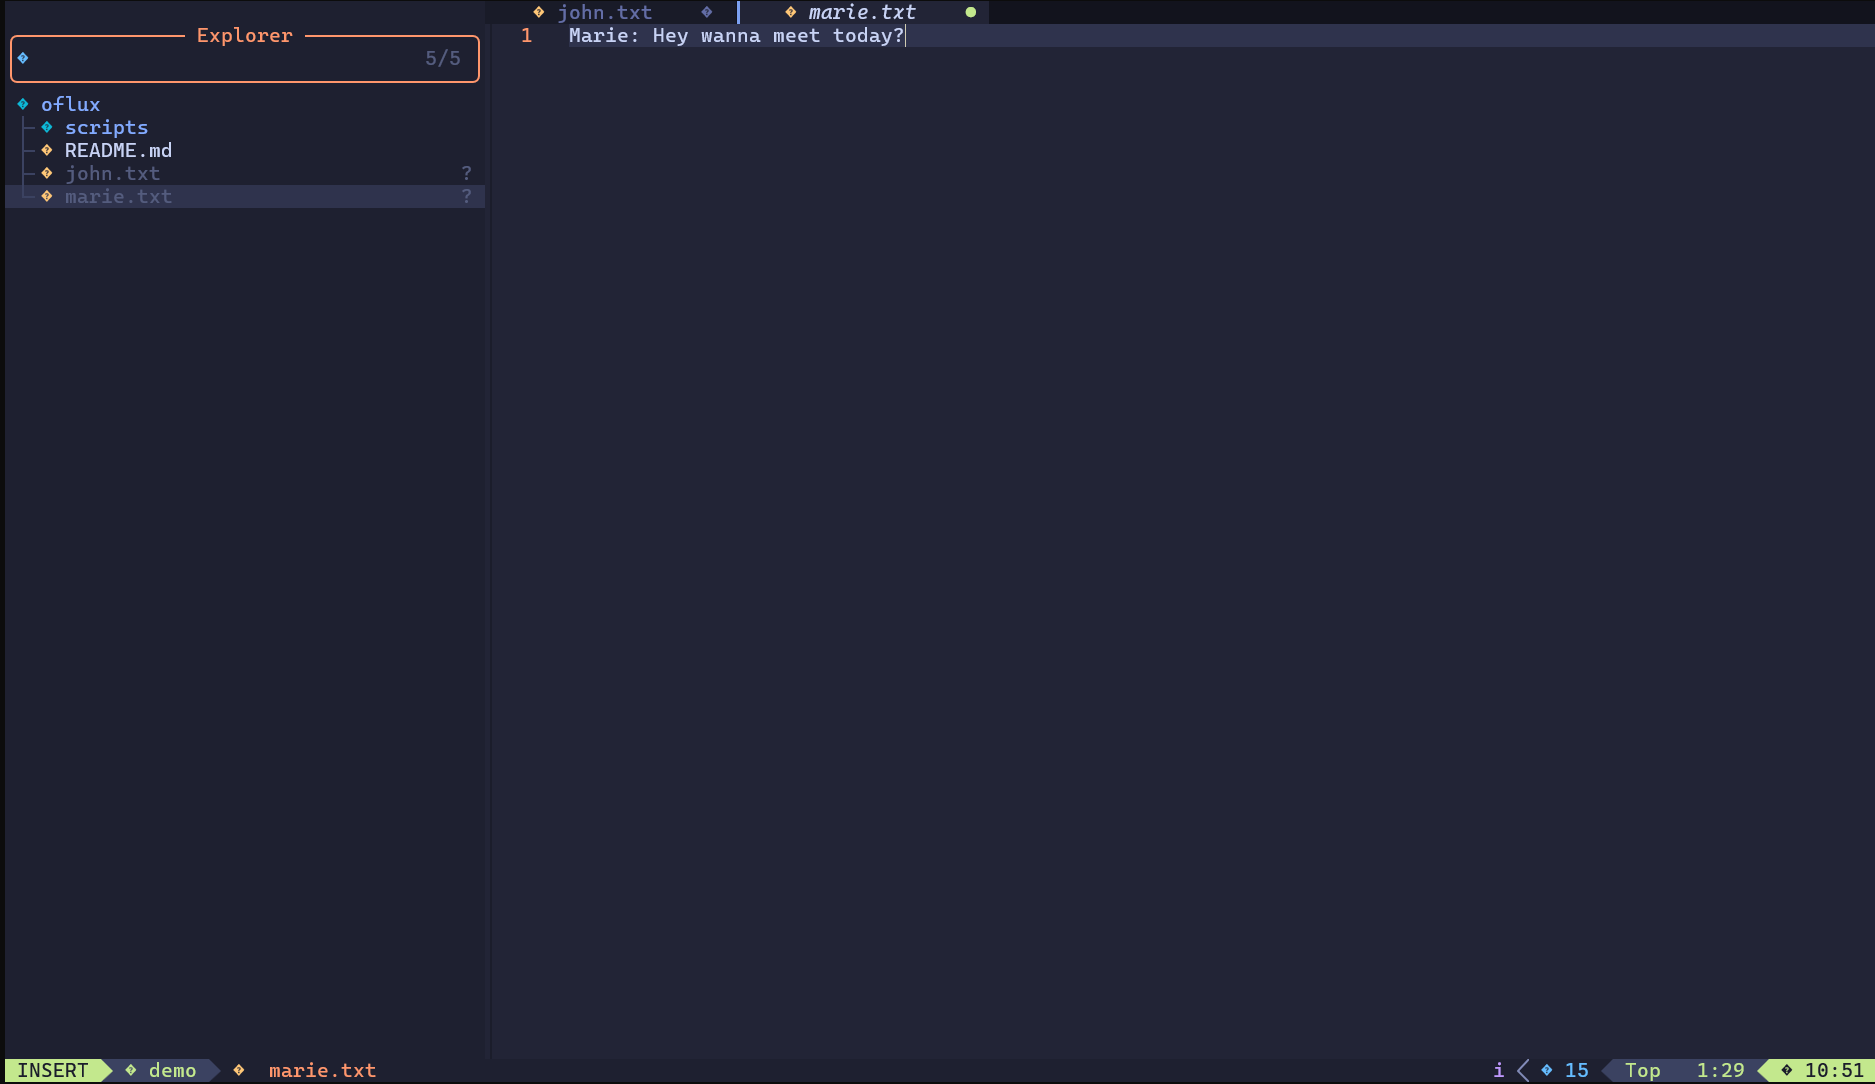 john.txt marie.txt
Explorer
5/5
1 Marie: Hey wanna meet today?
oflux
scripts
README.md
john.txt ?
marie.txt ?
INSERT demo marie.txt i 15 Top 1:29 10:51